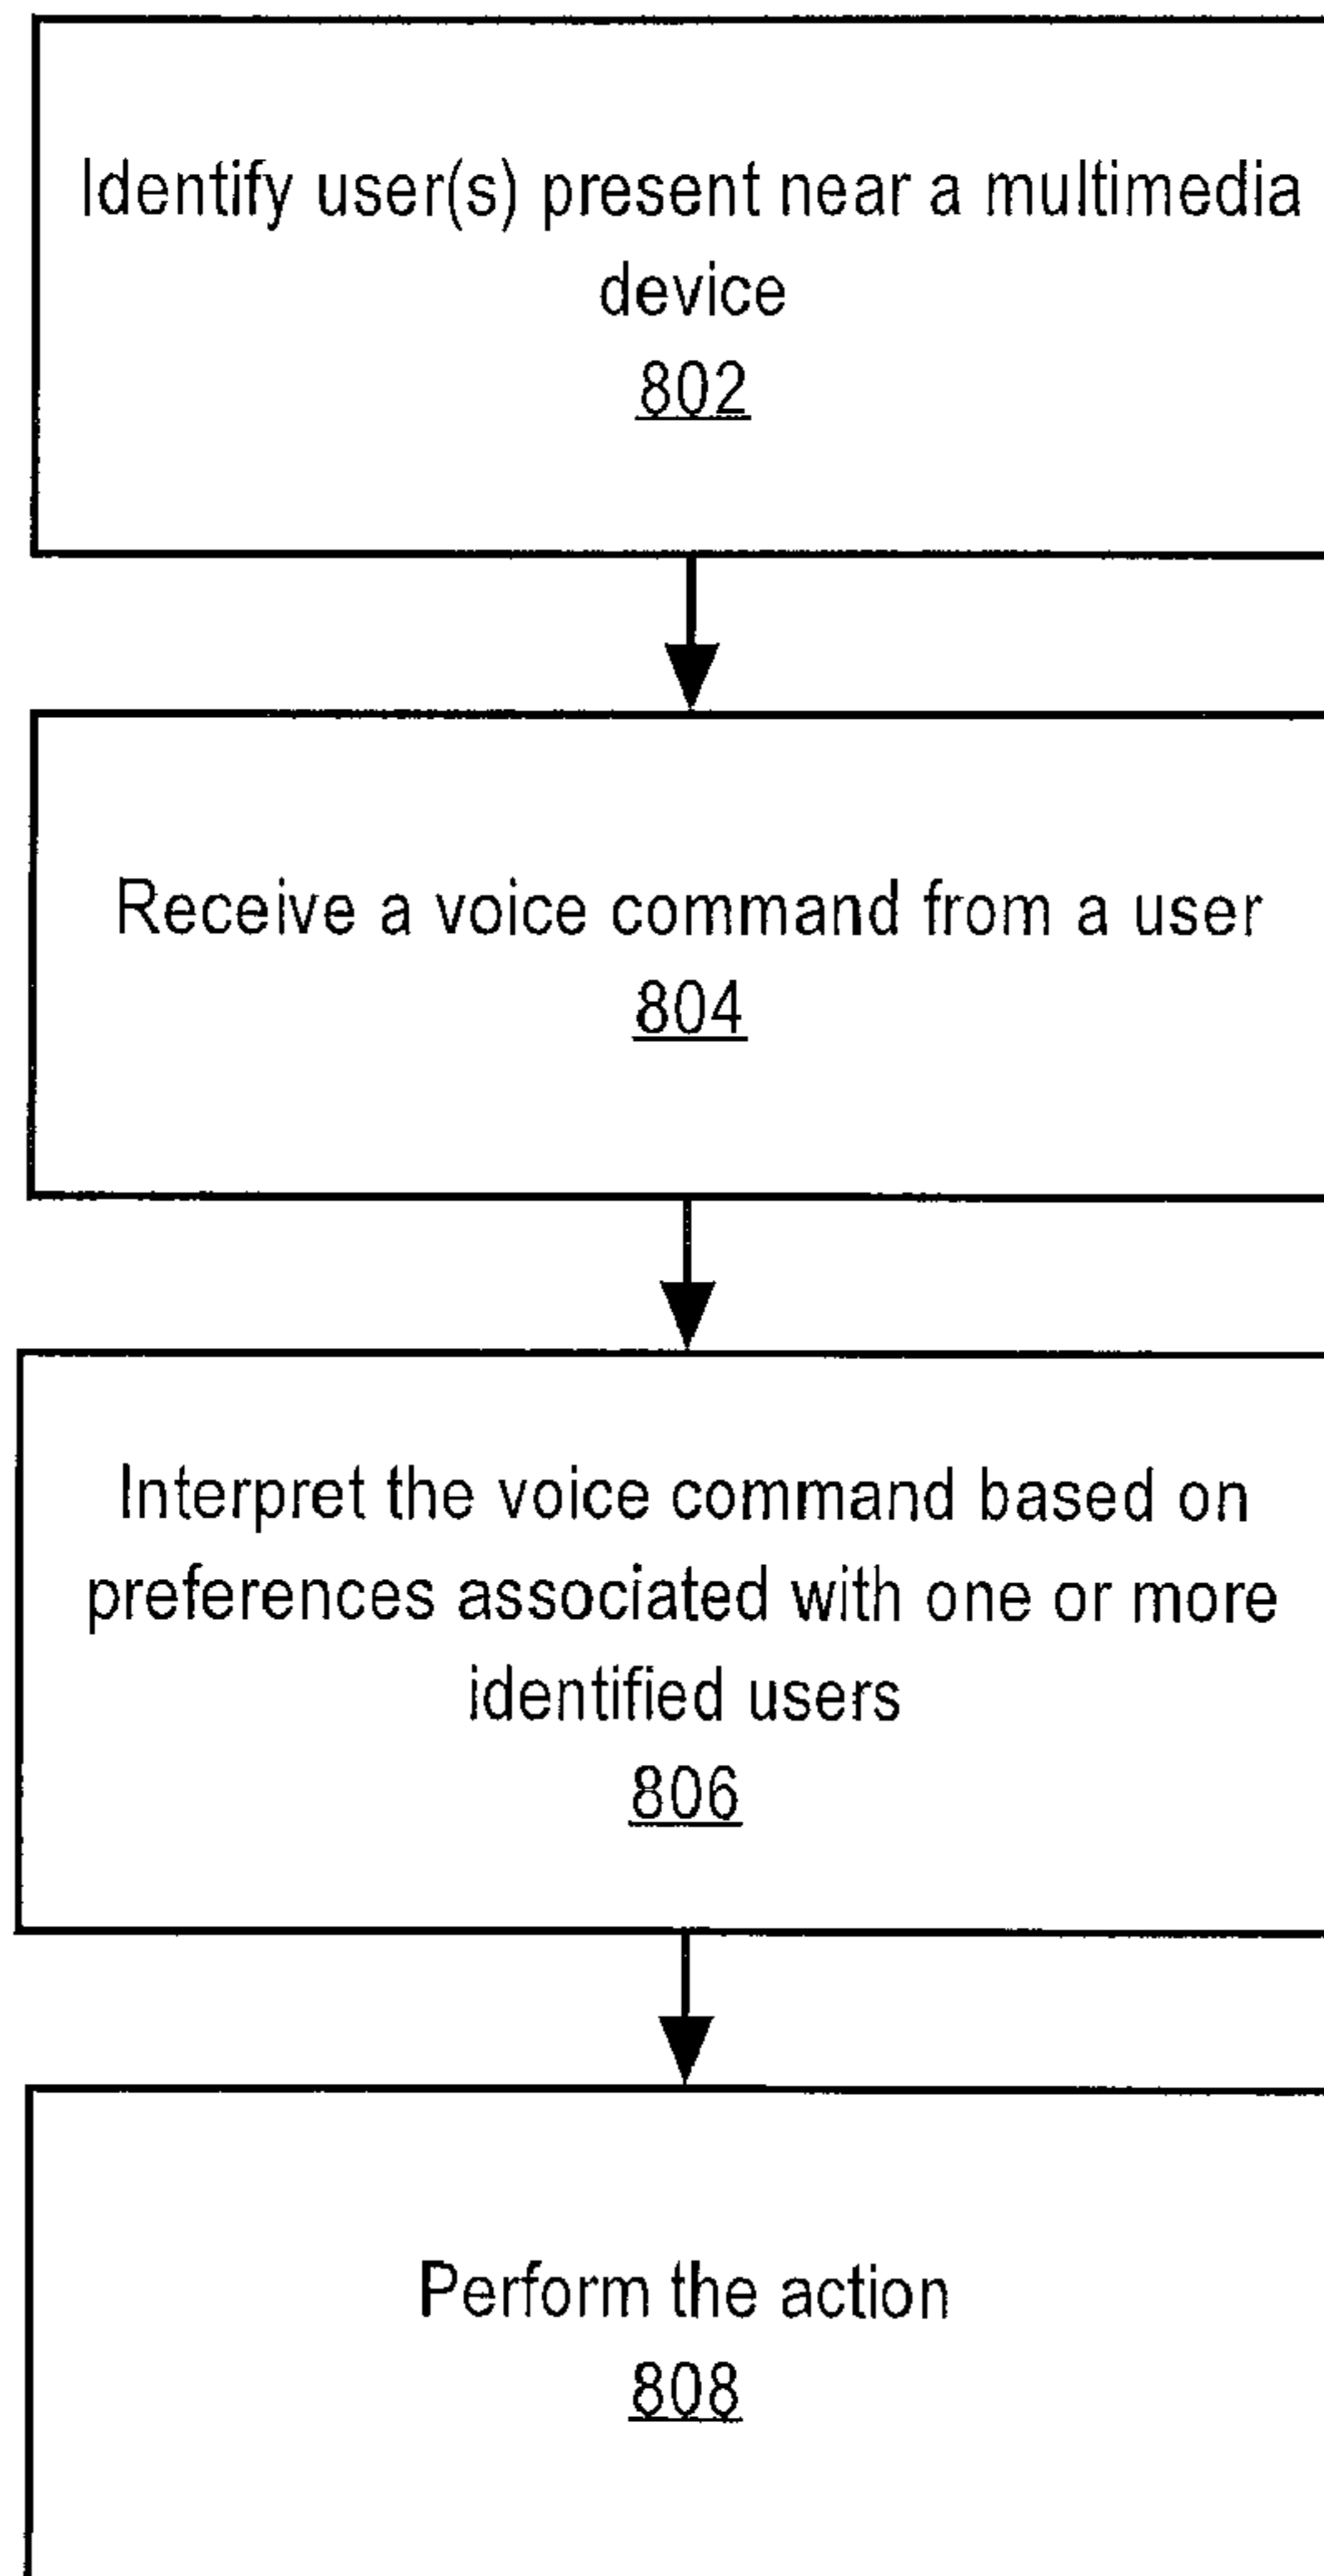 Identify user(s) present near a multimedia
device
802
Receive a voice command from a user
804
Interpret the voice command based on
preferences associated with one or more
identified users
806
Perform the action
808